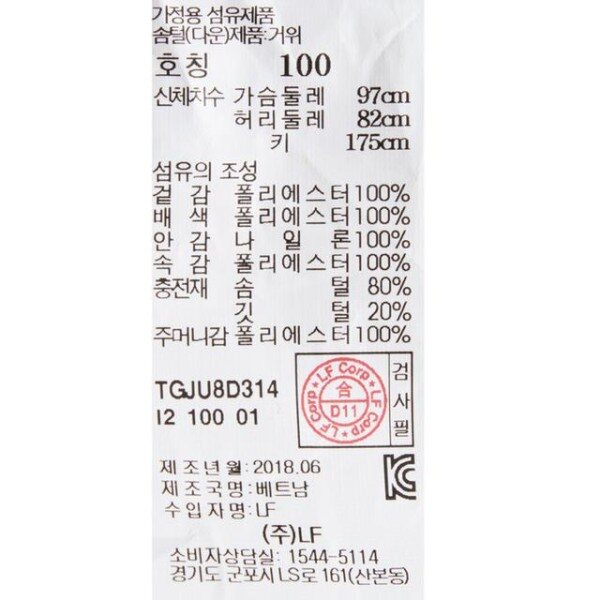 가정용 섬유제품
솜털(다운)제품:거위
호칭 100
신체치수 가슴둘레 97cm
허리둘레 82cm
키 175cm
섬유의 조성
겉감 폴리에스터100%
배색 폴리에스터100%
안감 나일론100%
속감 폴리에스터100%
충전재 솜털 80%
깃털 20%
주머니감 폴리에스터100%
TGJU8D314
I2 100 01
LF Corp LF Corp LF Corp
合
D11
검사필
제조년월:2018.06
제조국명:베트남
수입자명:LF
(주)LF
소비자상담실: 1544-5114
경기도 군포시 LS로 161(산본동)